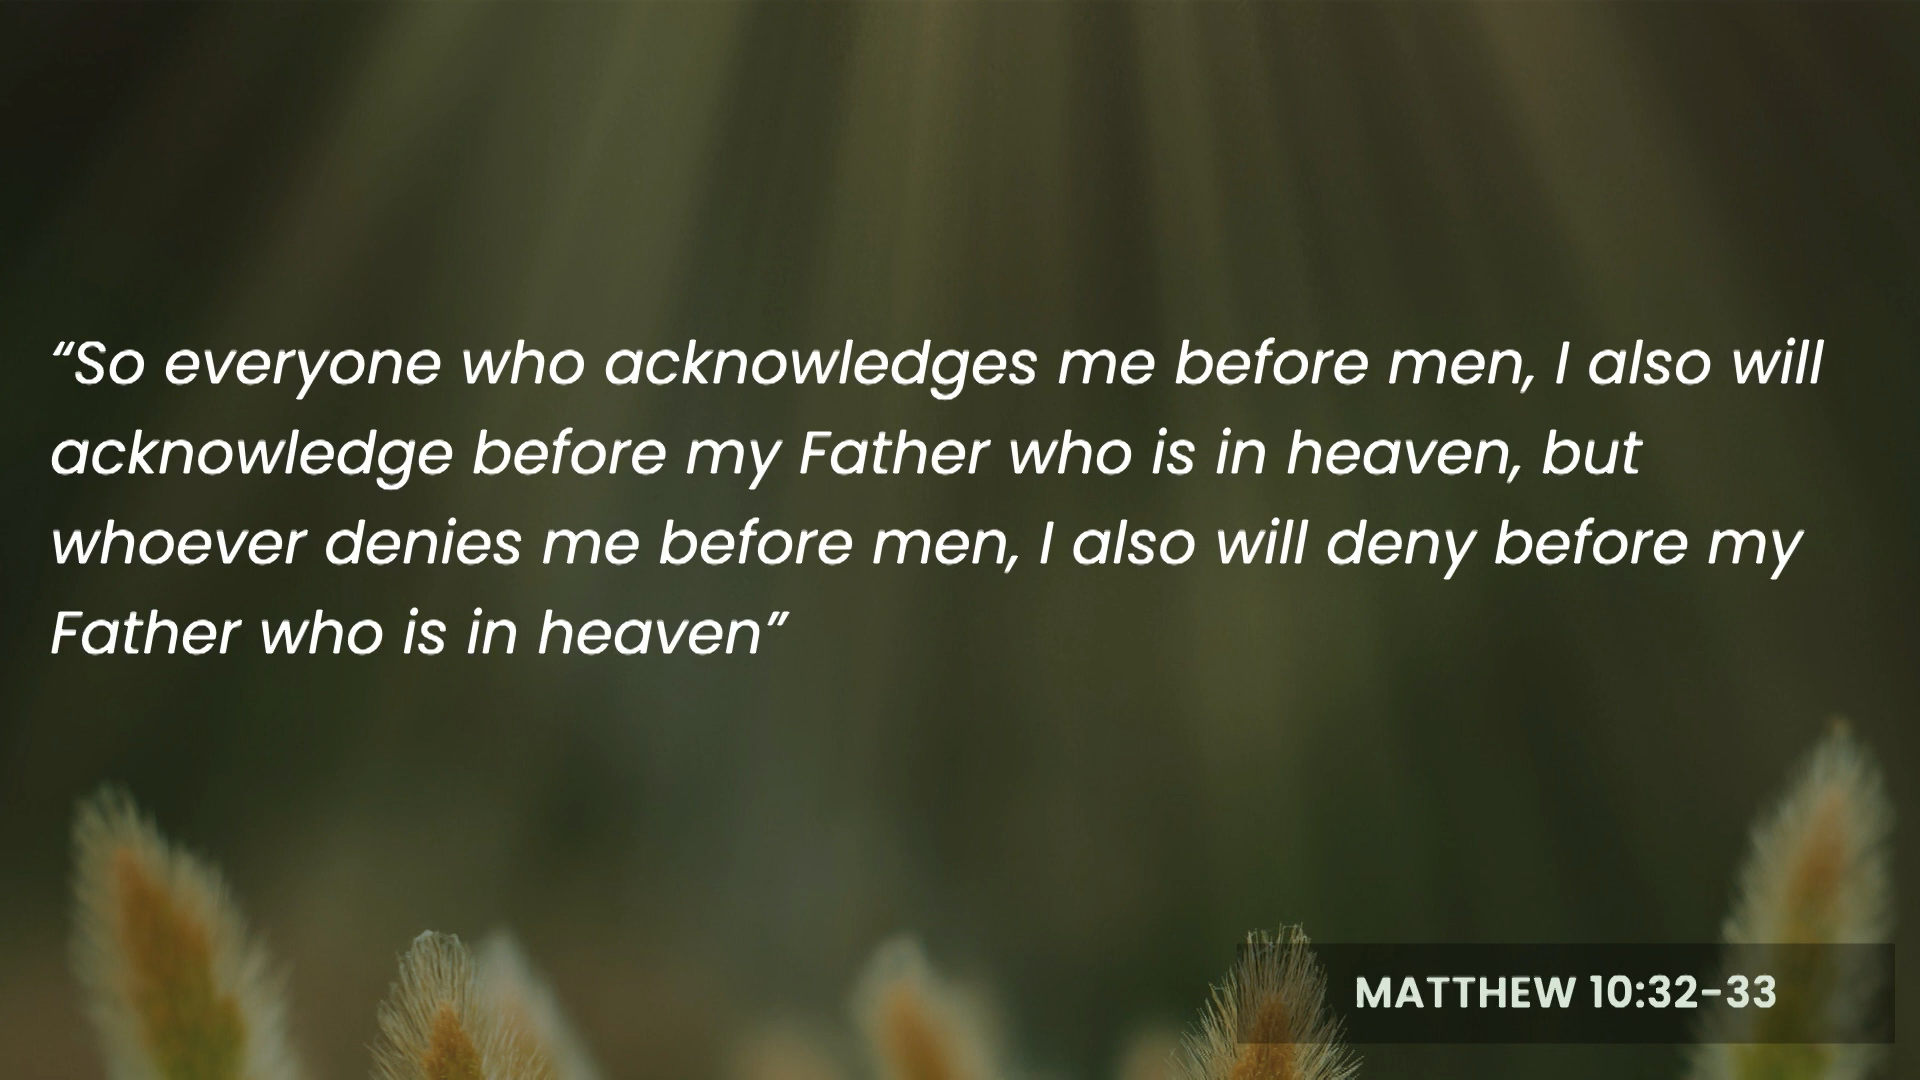 “So everyone who acknowledges me before men, I also will
acknowledge before my Father who is in heaven, but
whoever denies me before men, I also will deny before my
Father who is in heaven”
MATTHEW 10:32-33